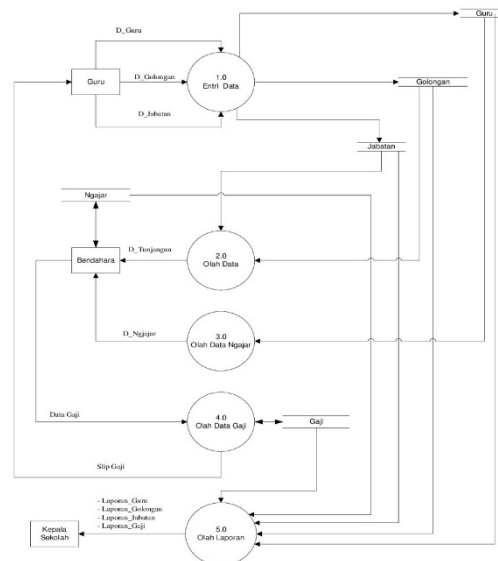 Guru
D_Guru
Guru
D_Golongan
1.0
Entri Data
Golongan
D_Jabatan
Jabatan
Ngajar
D_Tunjangan
2.0
Olah Data
Bendahara
D_Ngjajar
3.0
Olah Data Ngajar
Data Gaji
4.0
Olah Data Gaji
Gaji
Slip Gaji
- Laporan_Guru
- Laporan_Golongan
- Laporan_Jabatan
- Laporan_Gaji
Kepala
Sekolah
5.0
Olah Laporan